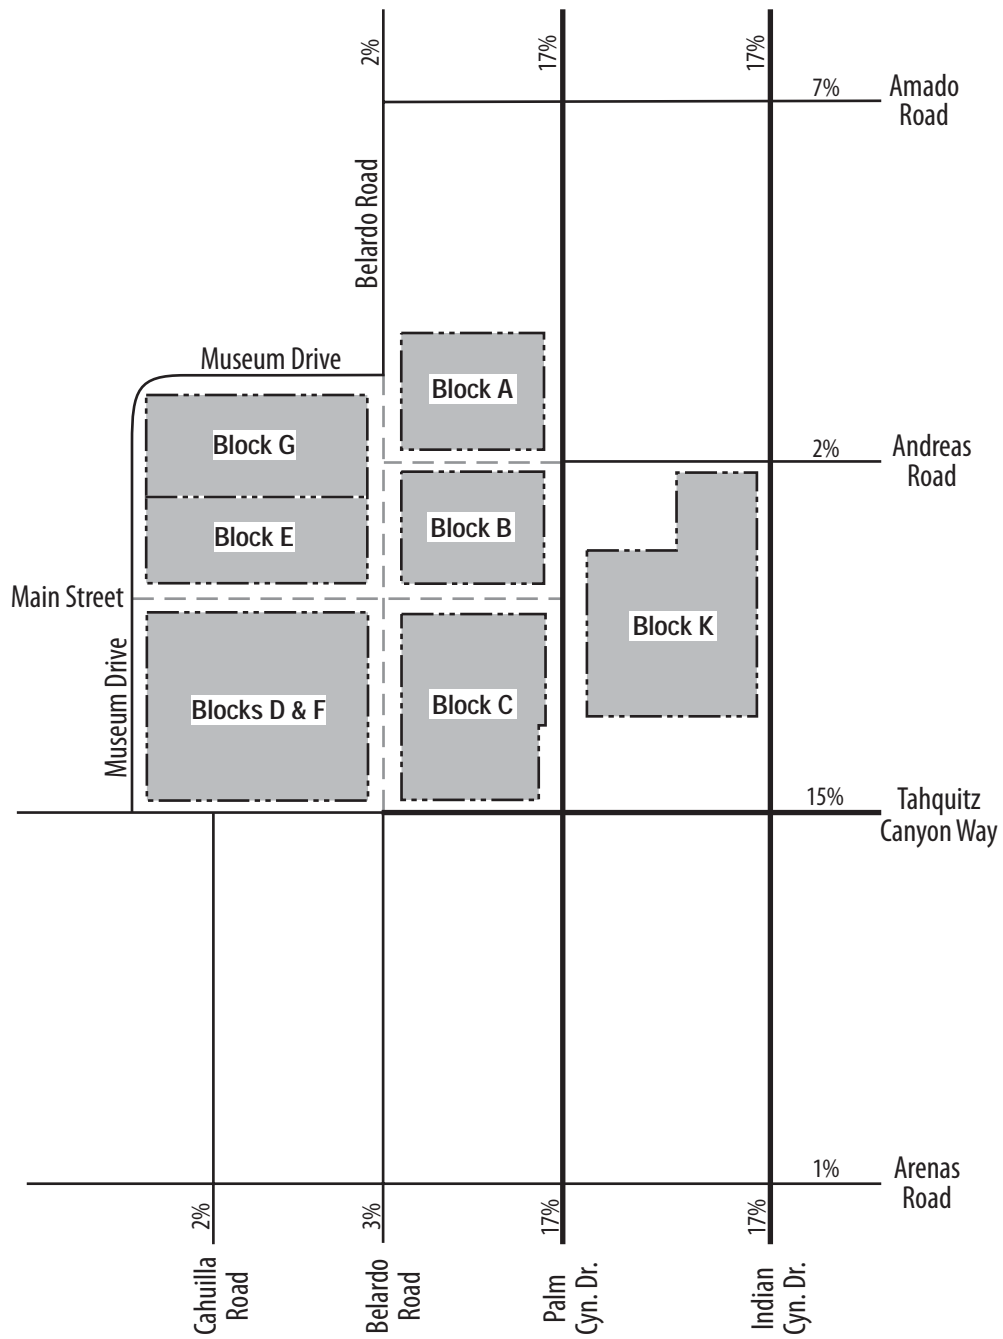 2%
17%
17%
7%
Amado
Road
Belardo Road
Museum Drive
Block A
Block G
2%
Andreas
Road
Block B
Block E
Main Street
Block K
Museum Drive
Blocks D & F
Block C
15%
Tahquitz
Canyon Way
1%
Arenas
Road
2%
3%
17%
17%
Cahuilla
Road
Belardo
Road
Palm
Cyn. Dr.
Indian
Cyn. Dr.